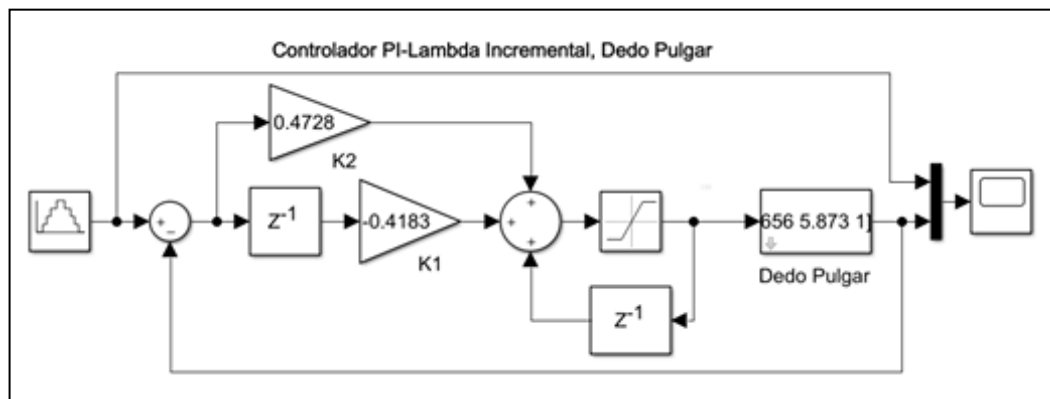 Controlador PI-Lambda Incremental, Dedo Pulgar
0.4728
K2
Z-1
-0.4183
K1
+
-
+
+
+
656 5.873 1]
Dedo Pulgar
Z-1